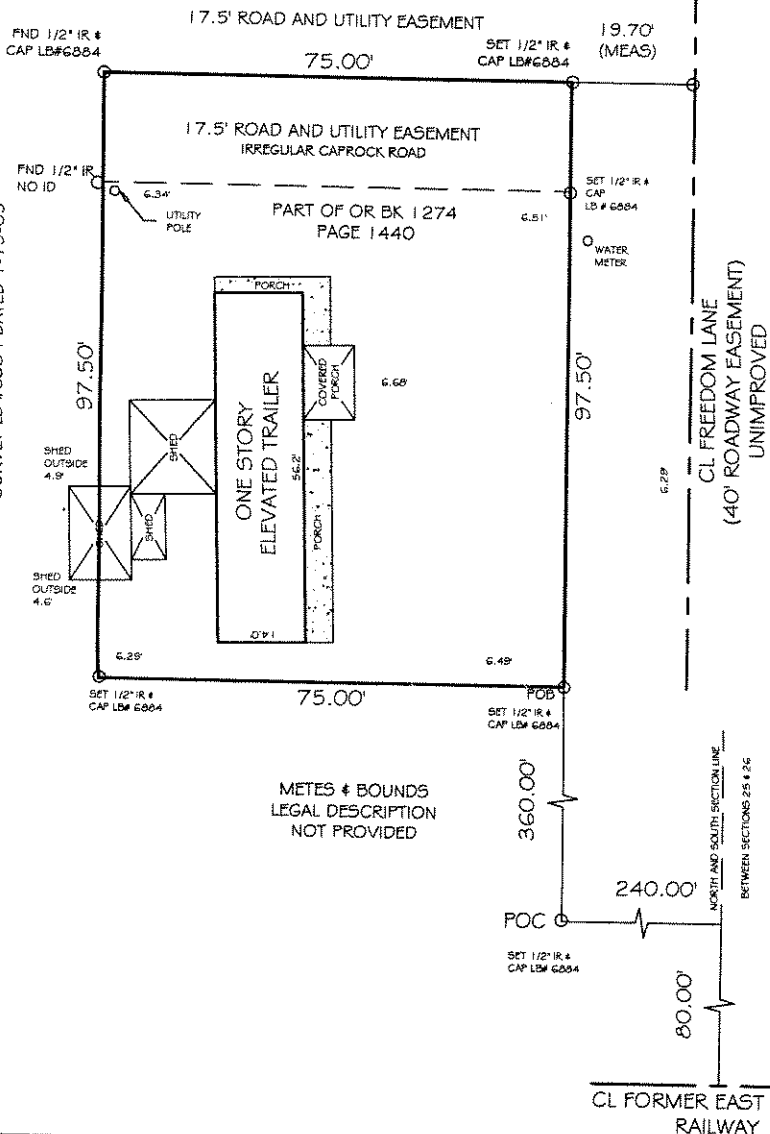 17.5' ROAD AND UTILITY EASEMENT
FND 1/2" IR &
CAP LB#6884
75.00'
SET 1/2" IR &
CAP LB#6884
19.70'
(MEAS)
17.5' ROAD AND UTILITY EASEMENT
IRREGULAR CAPROCK ROAD
FND 1/2" IR
NO ID
6.34'
UTILITY
POLE
PART OF OR BK 1274
PAGE 1440
6.51'
SET 1/2" IR &
CAP
LB # 6884
WATER
METER
PORCH
97.50'
ONE STORY
ELEVATED TRAILER
56.2'
14.0'
COVERED
PORCH
PORCH
6.68'
97.50'
6.29'
CL FREEDOM LANE
(40' ROADWAY EASEMENT)
UNIMPROVED
SHED
SHED
SHED
OUTSIDE
4.9'
SHED
OUTSIDE
4.6'
6.29'
6.49'
SET 1/2" IR &
CAP LB# 6884
75.00'
POB
SET 1/2" IR &
CAP LB# 6884
METES & BOUNDS
LEGAL DESCRIPTION
NOT PROVIDED
360.00'
NORTH AND SOUTH SECTION LINE
BETWEEN SECTIONS 25 & 26
240.00'
POC
SET 1/2" IR &
CAP LB# 6884
80.00'
CL FORMER EAST
RAILWAY